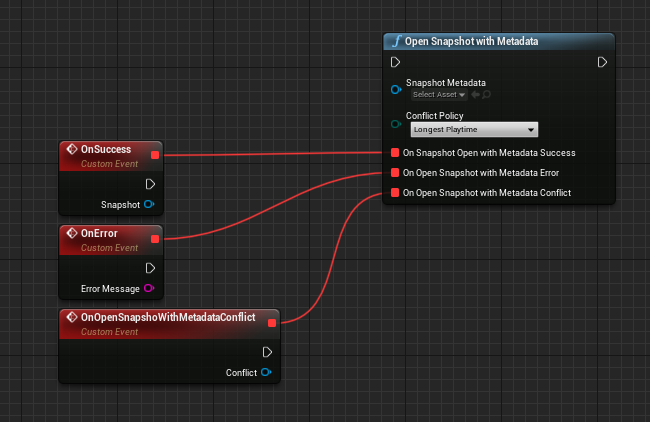 Open Snapshot with Metadata
Snapshot Metadata
Select Asset
Conflict Policy
Longest Playtime
On Snapshot Open with Metadata Success
On Open Snapshot with Metadata Error
On Open Snapshot with Metadata Conflict
OnSuccess
Custom Event
Snapshot
OnError
Custom Event
Error Message
OnOpenSnapshoWithMetadataConflict
Custom Event
Conflict